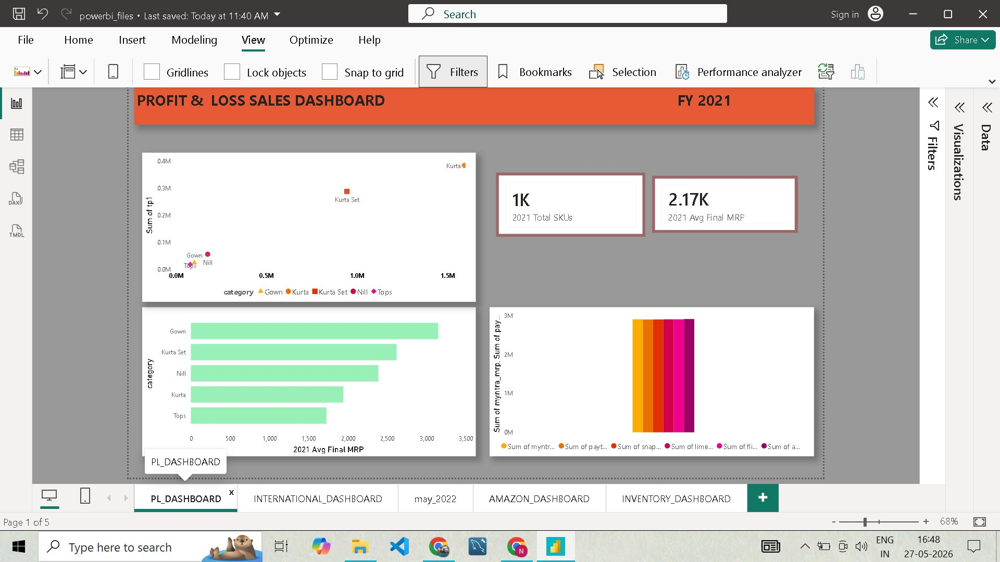 powerbi_files • Last saved: Today at 11:40 AM
Search
Sign in
File Home Insert Modeling View Optimize Help
Share
Gridlines
Lock objects
Snap to grid
Filters
Bookmarks
Selection
Performance analyzer
PROFIT & LOSS SALES DASHBOARD
FY 2021
Sum of tp1
0.4M
0.3M
0.2M
0.1M
0.0M
Kurta
Kurta Set
Gown
Nill
Tops
0.0M 0.5M 1.0M 1.5M
category Gown Kurta Kurta Set Nill Tops
1K
2021 Total SKUs
2.17K
2021 Avg Final MRP
category
Gown
Kurta Set
Nill
Kurta
Tops
0 500 1,000 1,500 2,000 2,500 3,000 3,500
2021 Avg Final MRP
Sum of myntra_mrp, Sum of pay...
3M
2M
1M
0M
Sum of myntr... Sum of payt... Sum of snap... Sum of lime... Sum of fli... Sum of a...
Filters
Visualizations
Data
DAX
TMDL
PL_DASHBOARD
PL_DASHBOARD x INTERNATIONAL_DASHBOARD may_2022 AMAZON_DASHBOARD INVENTORY_DASHBOARD +
Page 1 of 5
- + 68%
Type here to search
N
ENG
IN
16:48
27-05-2026